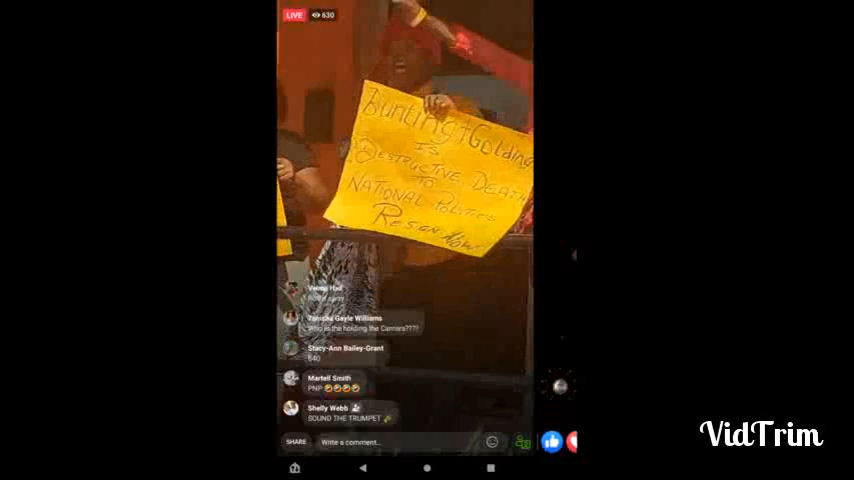 LIVE 630
Bunting + Golding
IS
DESTRUCTIVE, DEATH
TO
NATIONAL POLITICS
RESIGN NOW
Tanisha Gayle Williams
Who is the holding the Camera????
Stacy-Ann Bailey-Grant
540
Martell Smith
PNP 🤣🤣🤣🤣
Shelly Webb
SOUND THE TRUMPET 🎺
SHARE
Write a comment...
VidTrim